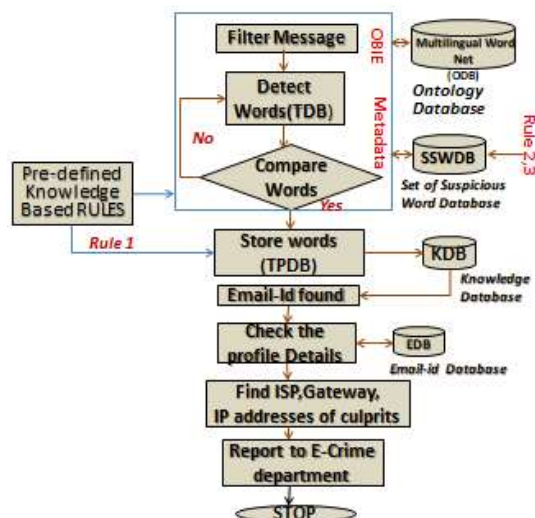 Filter Message
OBIE
Multilingual Word
Net
(ODB)
Ontology
Database
Detect
Words(TDB)
Metadata
No
Rule 2,3
SSWDB
Set of Suspicious
Word Database
Compare
Words
Yes
Pre-defined
Knowledge
Based RULES
Rule 1
Store words
(TPDB)
KDB
Knowledge
Database
Email-Id found
Check the
profile Details
EDB
Email-id Database
Find ISP,Gateway,
IP addresses of culprits
Report to E-Crime
department
STOP